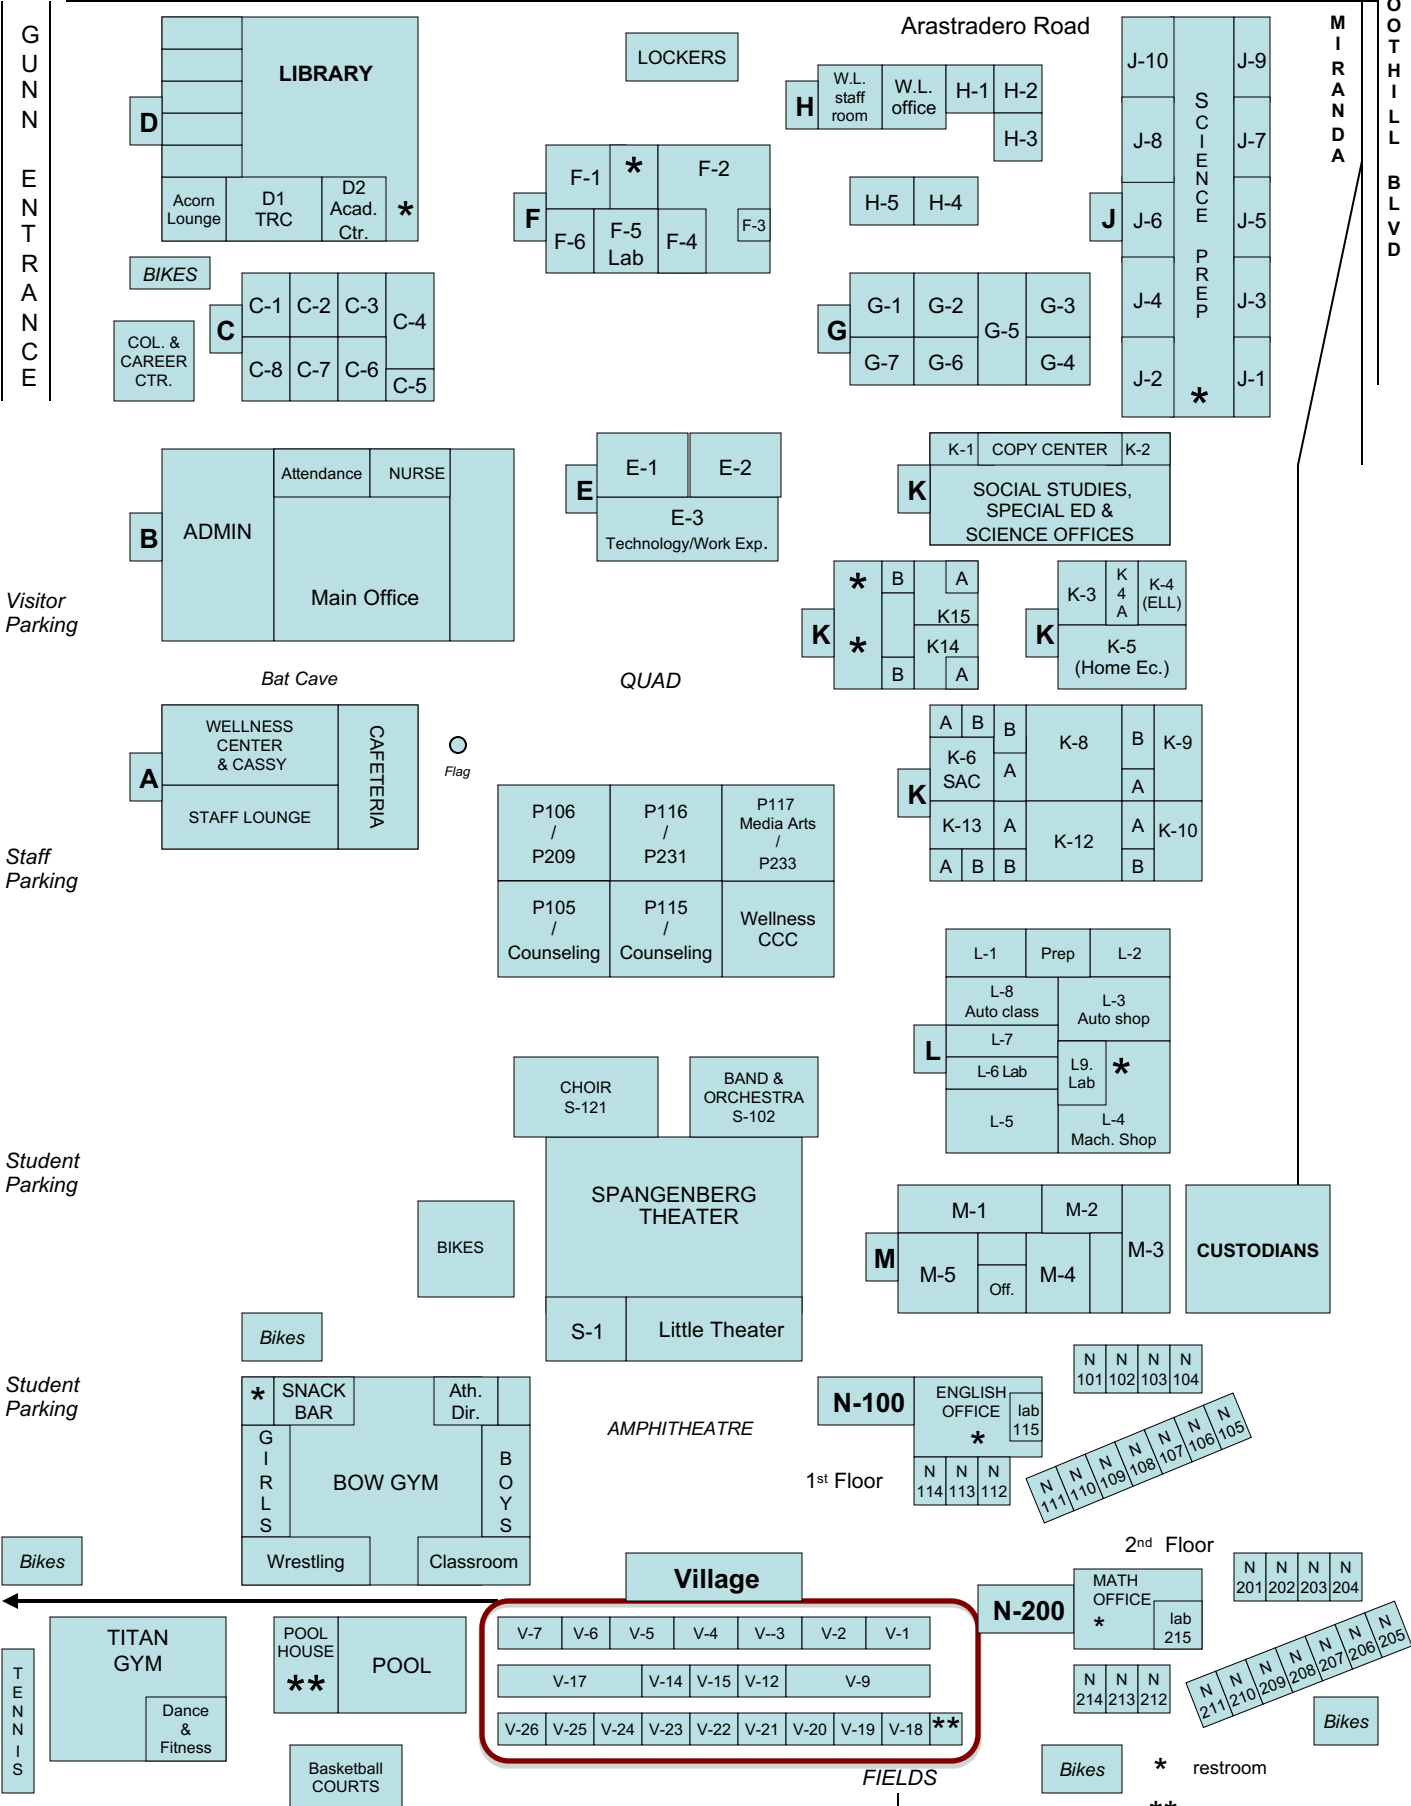 GUNN ENTRANCE
Arastradero Road
MIRANDA
OOTHILL BLVD
LIBRARY
D
Acorn
Lounge
D1
TRC
D2
Acad.
Ctr.
*
LOCKERS
H
W.L.
staff
room
W.L.
office
H-1
H-2
H-3
H-5
H-4
F
F-1
*
F-2
F-6
F-5
Lab
F-4
F-3
J
J-10
J-9
J-8
J-7
J-6
J-5
J-4
J-3
J-2
J-1
SCIENCE PREP
*
BIKES
COL. &
CAREER
CTR.
C
C-1
C-2
C-3
C-4
C-8
C-7
C-6
C-5
G
G-1
G-2
G-5
G-3
G-7
G-6
G-4
B
ADMIN
Attendance
NURSE
Main Office
E
E-1
E-2
E-3
Technology/Work Exp.
K
K-1
COPY CENTER
K-2
SOCIAL STUDIES,
SPECIAL ED &
SCIENCE OFFICES
Visitor
Parking
K
*
*
B
A
K15
K14
B
A
K
K-3
K
4
A
K-4
(ELL)
K-5
(Home Ec.)
Bat Cave
QUAD
A
WELLNESS
CENTER
& CASSY
STAFF LOUNGE
CAFETERIA
Flag
K
A
B
B
K-6
SAC
A
K-8
B
A
K-9
K-13
A
K-12
A
K-10
A
B
B
B
Staff
Parking
P106
/
P209
P116
/
P231
P117
Media Arts
/
P233
P105
/
Counseling
P115
/
Counseling
Wellness
CCC
L
L-1
Prep
L-2
L-8
Auto class
L-3
Auto shop
L-7
L-6 Lab
L9.
Lab
*
L-5
L-4
Mach. Shop
CHOIR
S-121
BAND &
ORCHESTRA
S-102
Student
Parking
SPANGENBERG
THEATER
BIKES
S-1
Little Theater
M
M-1
M-2
M-3
M-5
Off.
M-4
CUSTODIANS
Bikes
Student
Parking
*
SNACK
BAR
Ath.
Dir.
GIRLS
BOW GYM
BOYS
Wrestling
Classroom
AMPHITHEATRE
N-100
ENGLISH
OFFICE
*
lab
115
1st Floor
N
101
N
102
N
103
N
104
N
105
N
106
N
107
N
108
N
109
N
110
N
111
N
114
N
113
N
112
Bikes
Village
2nd Floor
N-200
MATH
OFFICE
*
lab
215
N
201
N
202
N
203
N
204
N
205
N
206
N
207
N
208
N
209
N
210
N
211
N
214
N
213
N
212
TENNIS
TITAN
GYM
Dance
&
Fitness
POOL
HOUSE
**
POOL
V-7
V-6
V-5
V-4
V--3
V-2
V-1
V-17
V-14
V-15
V-12
V-9
V-26
V-25
V-24
V-23
V-22
V-21
V-20
V-19
V-18
**
Bikes
Basketball
COURTS
FIELDS
Bikes
* restroom
**